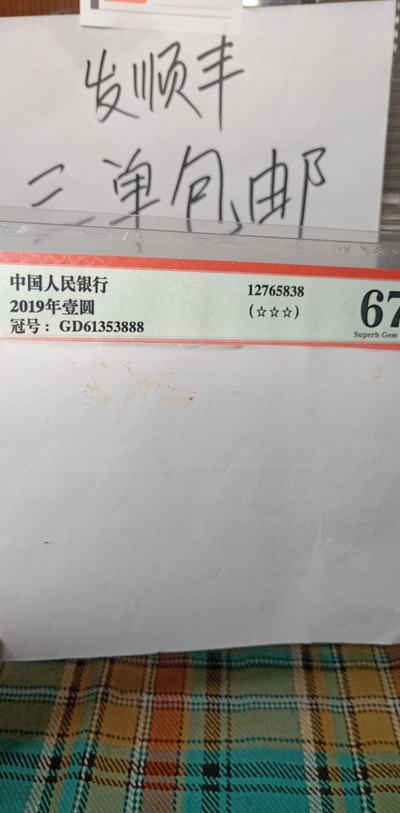 发顺丰
三单包邮
中国人民银行
2019年壹圆
冠号：GD61353888
12765838
(☆☆☆)
67
Superb Gem